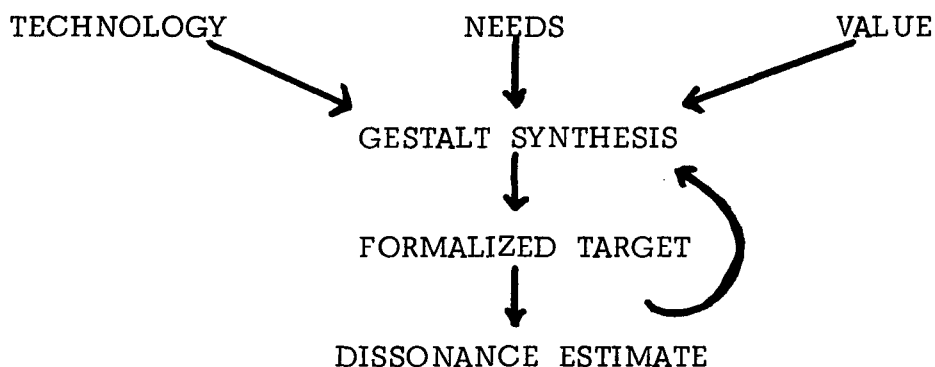 TECHNOLOGY NEEDS VALUE
GESTALT SYNTHESIS
FORMALIZED TARGET
DISSONANCE ESTIMATE